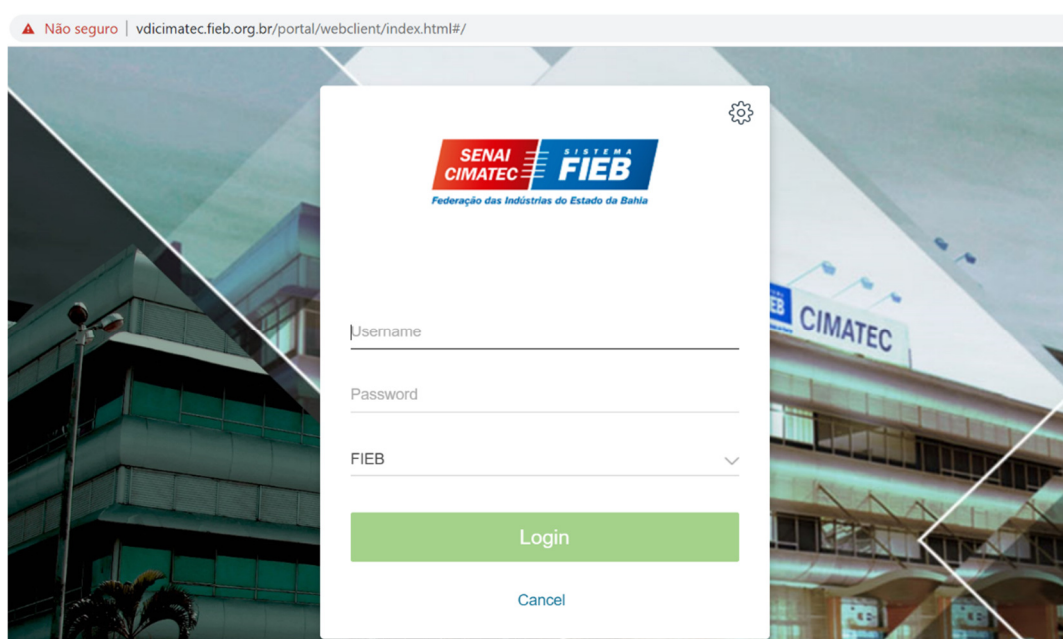 Não seguro | vdicimatec.fieb.org.br/portal/webclient/index.html#/
SENAI
CIMATEC
SISTEMA
FIEB
Federação das Indústrias do Estado da Bahia
Username
Password
FIEB
Login
Cancel
CIMATEC